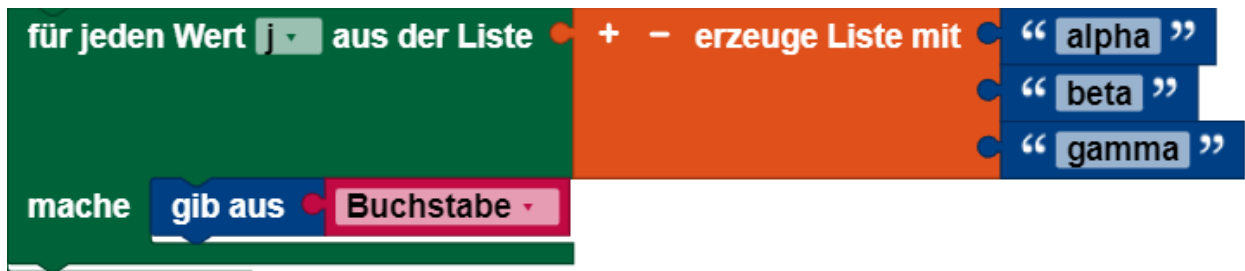 für jeden Wert j aus der Liste + − erzeuge Liste mit “ alpha ”
“ beta ”
“ gamma ”
mache gib aus Buchstabe